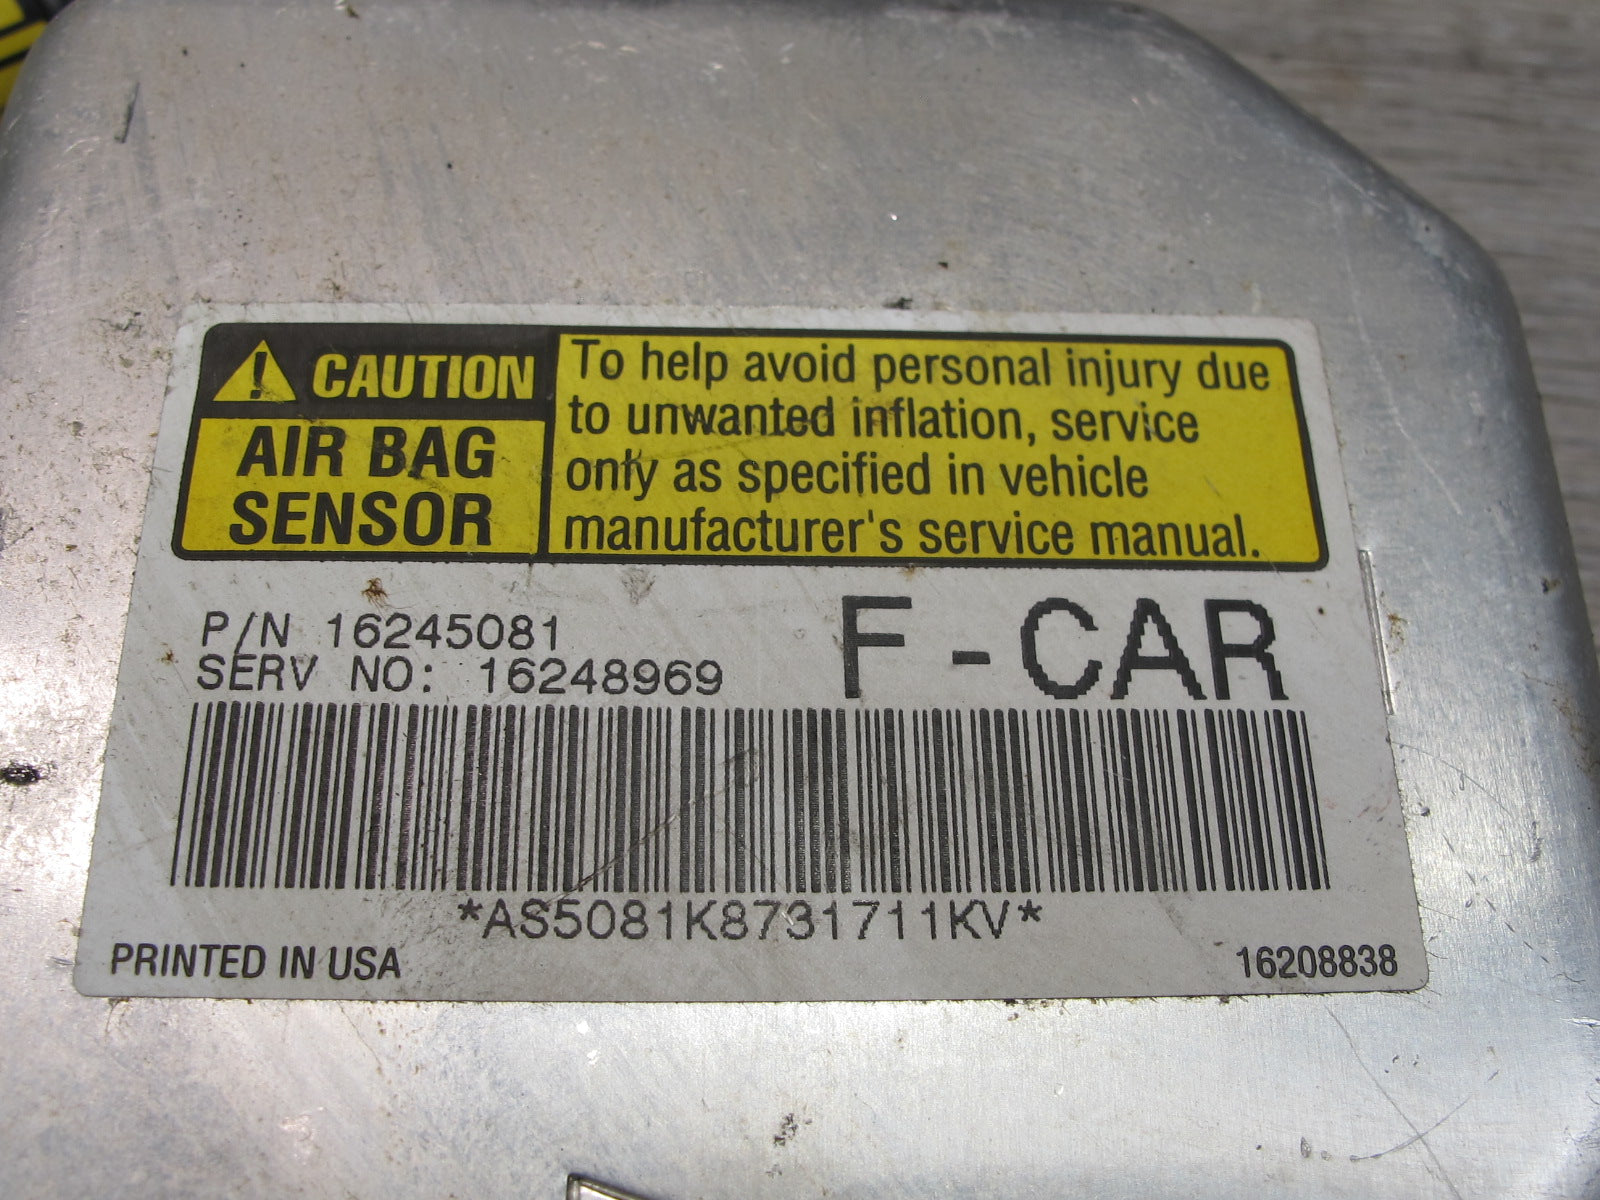 CAUTION
AIR BAG
SENSOR
To help avoid personal injury due
to unwanted inflation, service
only as specified in vehicle
manufacturer's service manual.
P/N 16245081
SERV NO: 16248969
F-CAR
*AS5081K8731711KV*
PRINTED IN USA
16208838